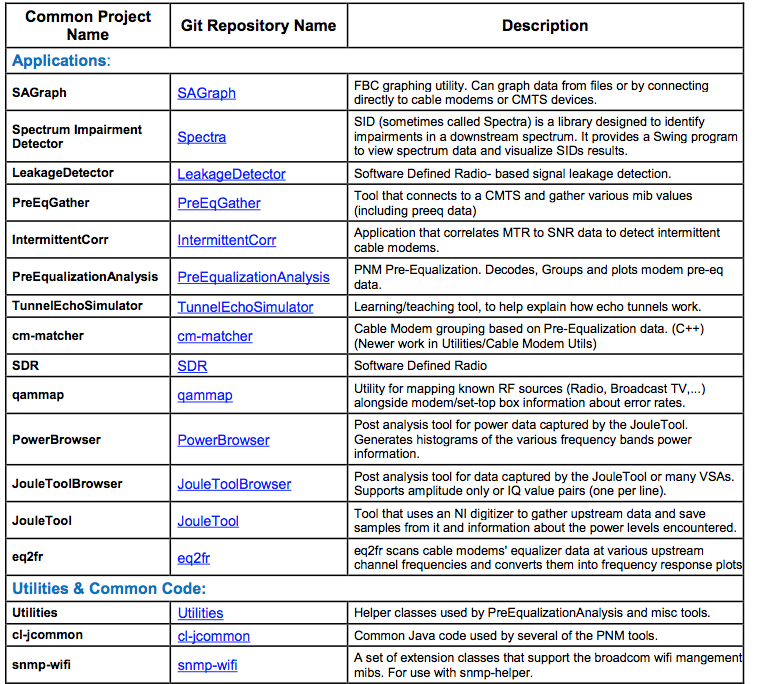 Common Project Name Git Repository Name Description
Applications:
SAGraph SAGraph FBC graphing utility. Can graph data from files or by connecting
directly to cable modems or CMTS devices.
Spectrum Impairment Detector Spectra SID (sometimes called Spectra) is a library designed to identify
impairments in a downstream spectrum. It provides a Swing program
to view spectrum data and visualize SIDs results.
LeakageDetector LeakageDetector Software Defined Radio- based signal leakage detection.
PreEqGather PreEqGather Tool that connects to a CMTS and gather various mib values
(including preeq data)
IntermittentCorr IntermittentCorr Application that correlates MTR to SNR data to detect intermittent
cable modems.
PreEqualizationAnalysis PreEqualizationAnalysis PNM Pre-Equalization. Decodes, Groups and plots modem pre-eq
data.
TunnelEchoSimulator TunnelEchoSimulator Learning/teaching tool, to help explain how echo tunnels work.
cm-matcher cm-matcher Cable Modem grouping based on Pre-Equalization data. (C++)
(Newer work in Utilities/Cable Modem Utils)
SDR SDR Software Defined Radio
qammap qammap Utility for mapping known RF sources (Radio, Broadcast TV,...)
alongside modem/set-top box information about error rates.
PowerBrowser PowerBrowser Post analysis tool for power data captured by the JouleTool.
Generates histograms of the various frequency bands power
information.
JouleToolBrowser JouleToolBrowser Post analysis tool for data captured by the JouleTool or many VSAs.
Supports amplitude only or IQ value pairs (one per line).
JouleTool JouleTool Tool that uses an NI digitizer to gather upstream data and save
samples from it and information about the power levels encountered.
eq2fr eq2fr eq2fr scans cable modems' equalizer data at various upstream
channel frequencies and converts them into frequency response plots
Utilities & Common Code:
Utilities Utilities Helper classes used by PreEqualizationAnalysis and misc tools.
cl-jcommon cl-jcommon Common Java code used by several of the PNM tools.
snmp-wifi snmp-wifi A set of extension classes that support the broadcom wifi mangement
mibs. For use with snmp-helper.